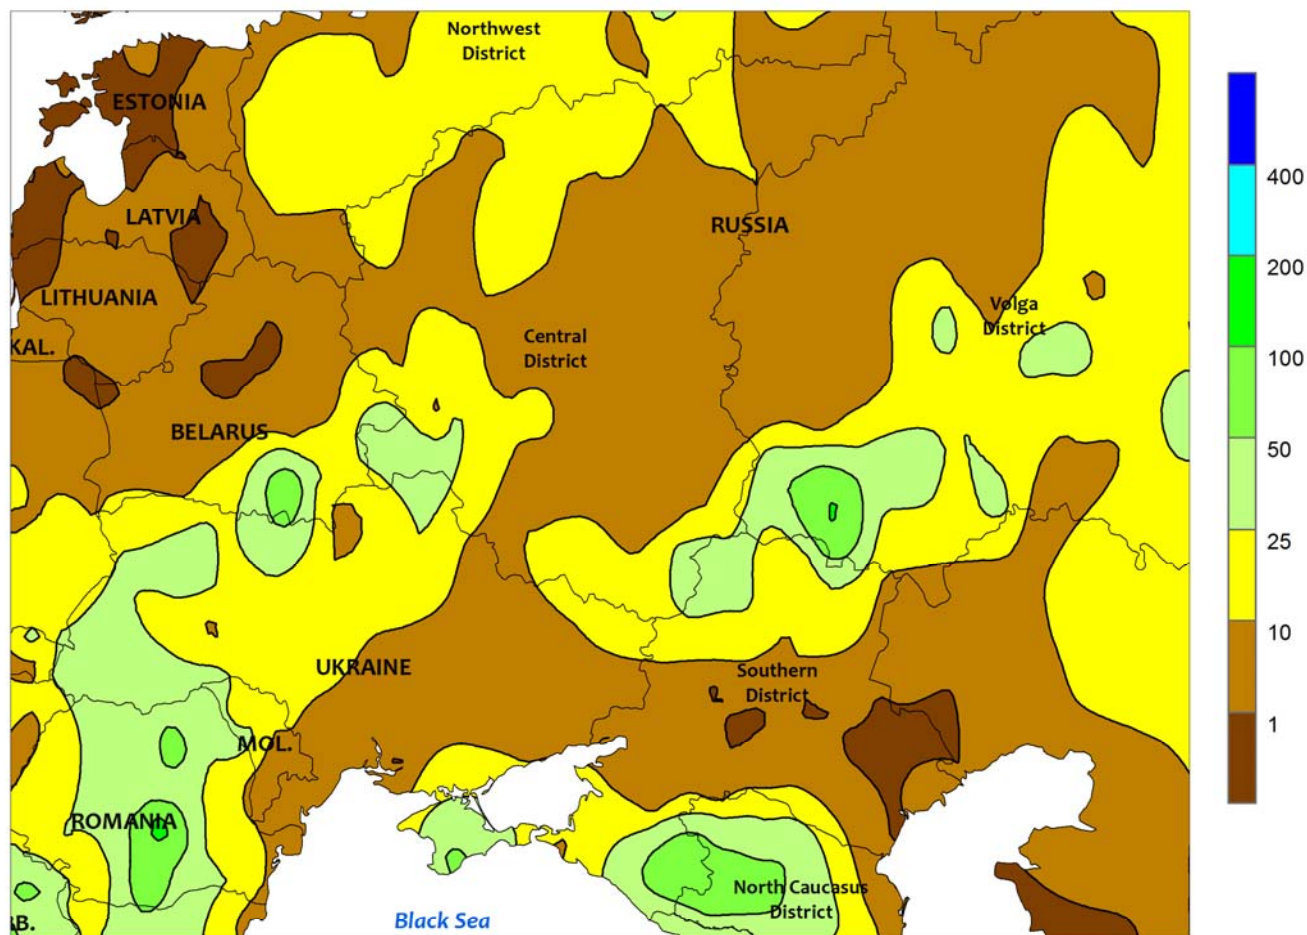 Northwest
District
ESTONIA
400
LATVIA
RUSSIA
200
LITHUANIA
Volga
District
KAL.
Central
District
100
BELARUS
50
25
10
UKRAINE
Southern
District
1
MOL.
ROMANIA
North Caucasus
District
Black Sea
B.